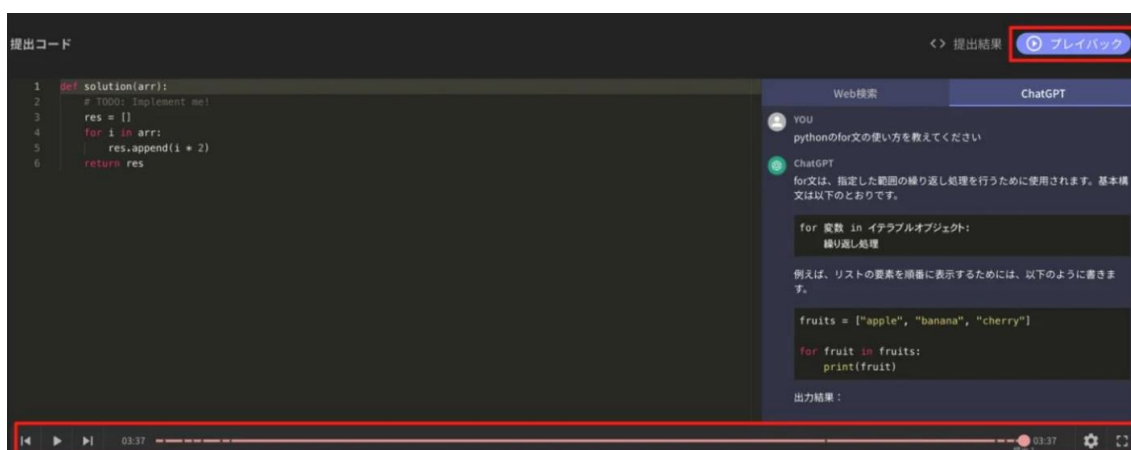 提出コード
<> 提出結果
プレイバック
1 def solution(arr):
2 # TODO: Implement me!
3 res = []
4 for i in arr:
5 res.append(i * 2)
6 return res
Web検索
ChatGPT
YOU
pythonのfor文の使い方を教えてください
ChatGPT
for文は、指定した範囲の繰り返し処理を行うために使用されます。基本構
文は以下のとおりです。
for 変数 in イテラブルオブジェクト:
繰り返し処理
例えば、リストの要素を順番に表示するためには、以下のように書きま
す。
fruits = ["apple", "banana", "cherry"]
for fruit in fruits:
print(fruit)
出力結果：
03:37
03:37